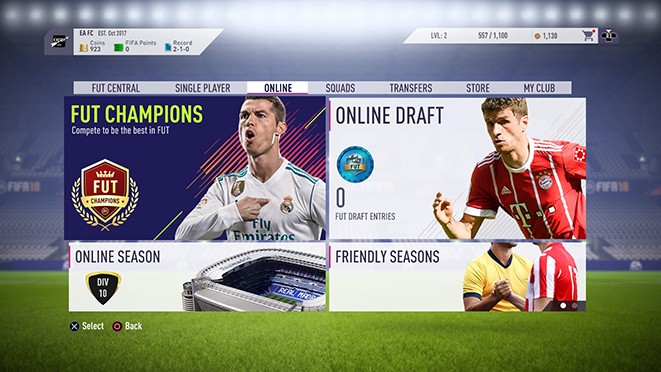 EA FC EST. Oct 2017
Coins 923
FIFA Points 0
Record 2-1-0
LVL: 2 557 / 1,100 1,130
FUT CENTRAL SINGLE PLAYER ONLINE SQUADS TRANSFERS STORE MY CLUB
FUT CHAMPIONS
Compete to be the best in FUT
FUT
CHAMPIONS
Fly
Emirates
ONLINE DRAFT
FUT
0
FUT DRAFT ENTRIES
T
ONLINE SEASON
DIV
10
REAL MADRID
FRIENDLY SEASONS
Select Back
FIFA 18